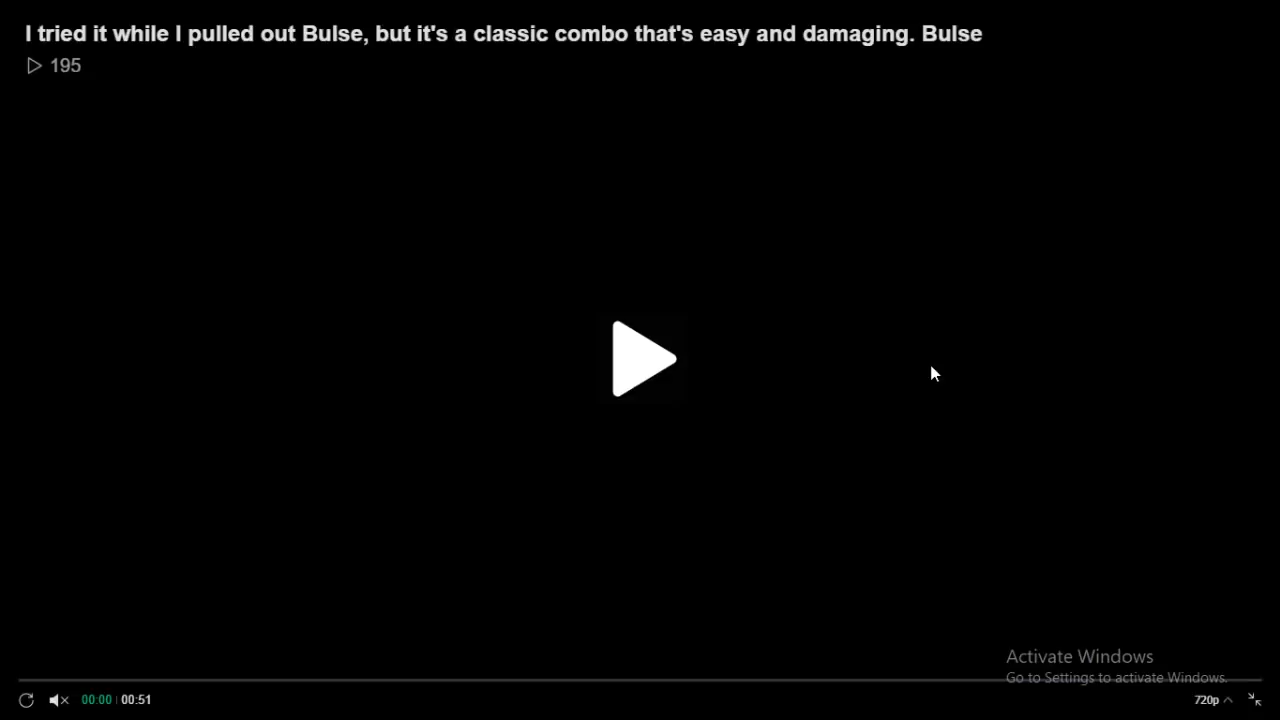 I tried it while I pulled out Bulse, but it's a classic combo that's easy and damaging. Bulse
195
Activate Windows
Go to Settings to activate Windows.
00:00 | 00:51
720p